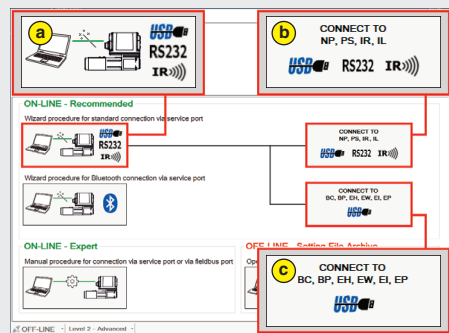 a
USB
RS232
IR
b
CONNECT TO
NP, PS, IR, IL
USB RS232 IR
ON-LINE - Recommended
Wizard procedure for standard connection via service port
USB
RS232
IR
CONNECT TO
NP, PS, IR, IL
USB RS232 IR
Wizard procedure for Bluetooth connection via service port
CONNECT TO
BC, BP, EH, EW, EI, EP
USB
ON-LINE - Expert
Manual procedure for connection via service port or via fieldbus port
OFF-LINE - Setting File Archive
c
CONNECT TO
BC, BP, EH, EW, EI, EP
USB
OFF-LINE - Level 2 - Advanced -